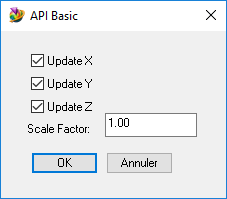 API Basic
Update X
Update Y
Update Z
Scale Factor: 1.00
OK Annuler